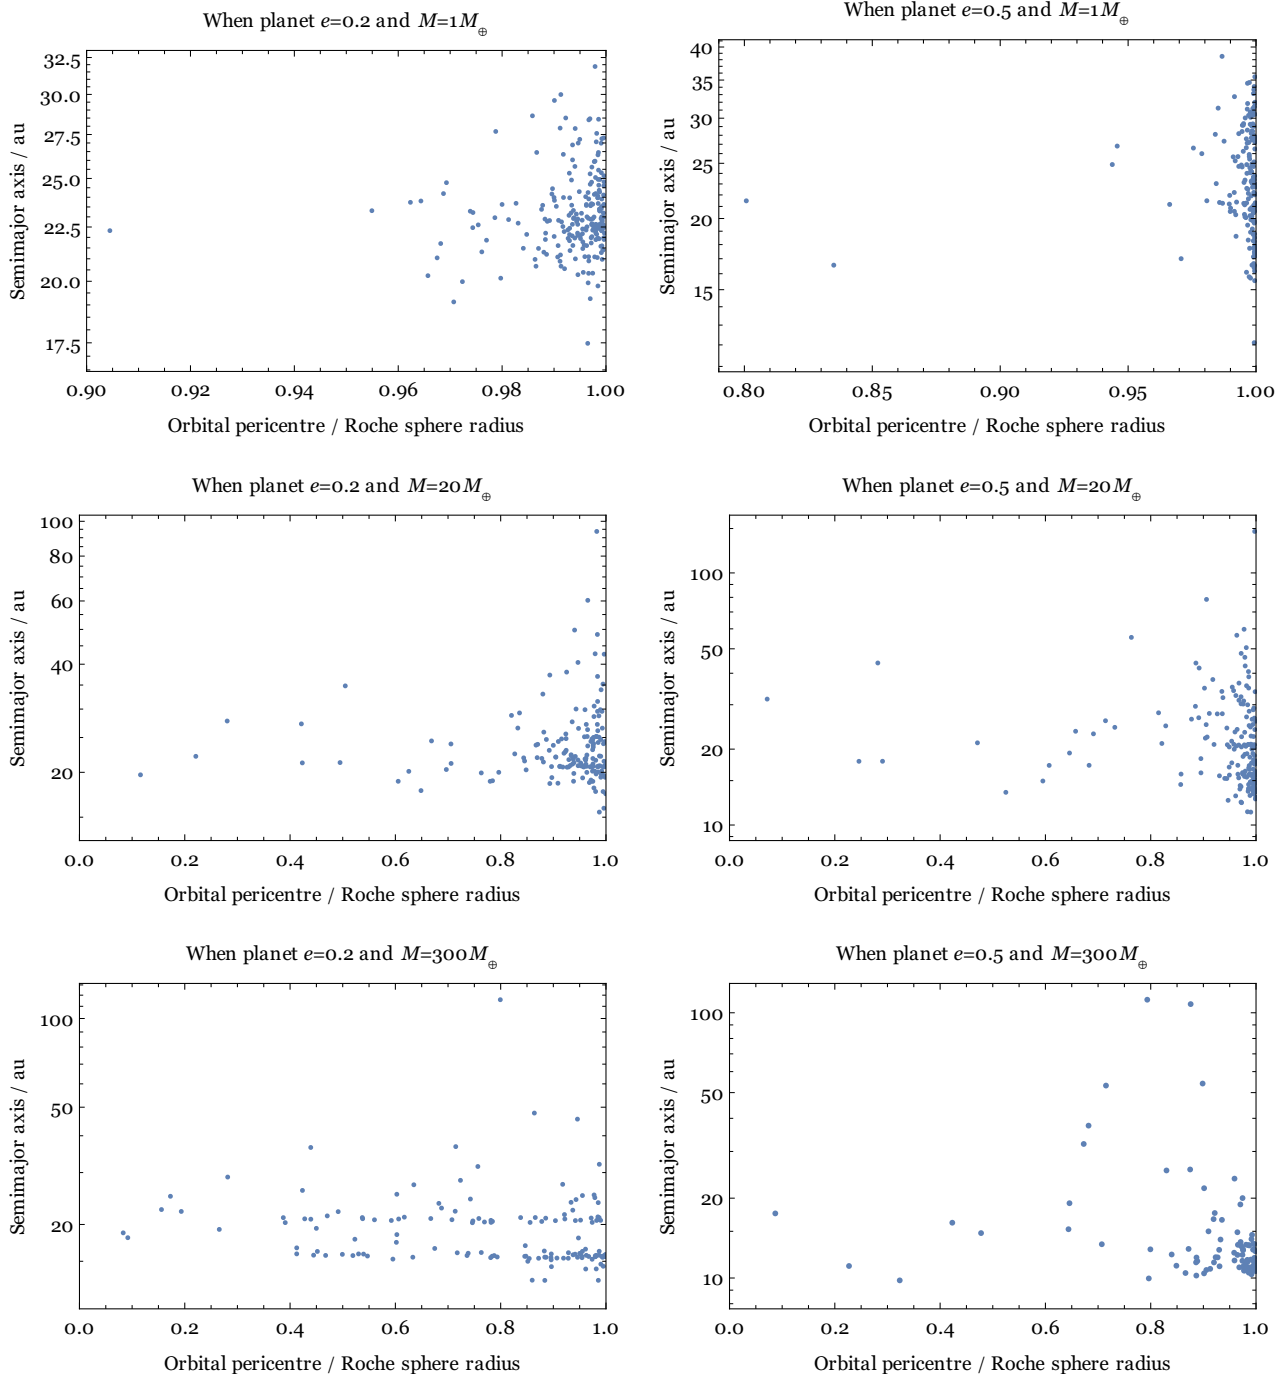 When planet e=0.2 and M=1M⊕
Semimajor axis / au
32.5
30.0
27.5
25.0
22.5
20.0
17.5
0.90 0.92 0.94 0.96 0.98 1.00
Orbital pericentre / Roche sphere radius
When planet e=0.5 and M=1M⊕
Semimajor axis / au
40
35
30
25
20
15
0.80 0.85 0.90 0.95 1.00
Orbital pericentre / Roche sphere radius
When planet e=0.2 and M=20M⊕
Semimajor axis / au
100
80
60
40
20
0.0 0.2 0.4 0.6 0.8 1.0
Orbital pericentre / Roche sphere radius
When planet e=0.5 and M=20M⊕
Semimajor axis / au
100
50
20
10
0.0 0.2 0.4 0.6 0.8 1.0
Orbital pericentre / Roche sphere radius
When planet e=0.2 and M=300M⊕
Semimajor axis / au
100
50
20
0.0 0.2 0.4 0.6 0.8 1.0
Orbital pericentre / Roche sphere radius
When planet e=0.5 and M=300M⊕
Semimajor axis / au
100
50
20
10
0.0 0.2 0.4 0.6 0.8 1.0
Orbital pericentre / Roche sphere radius